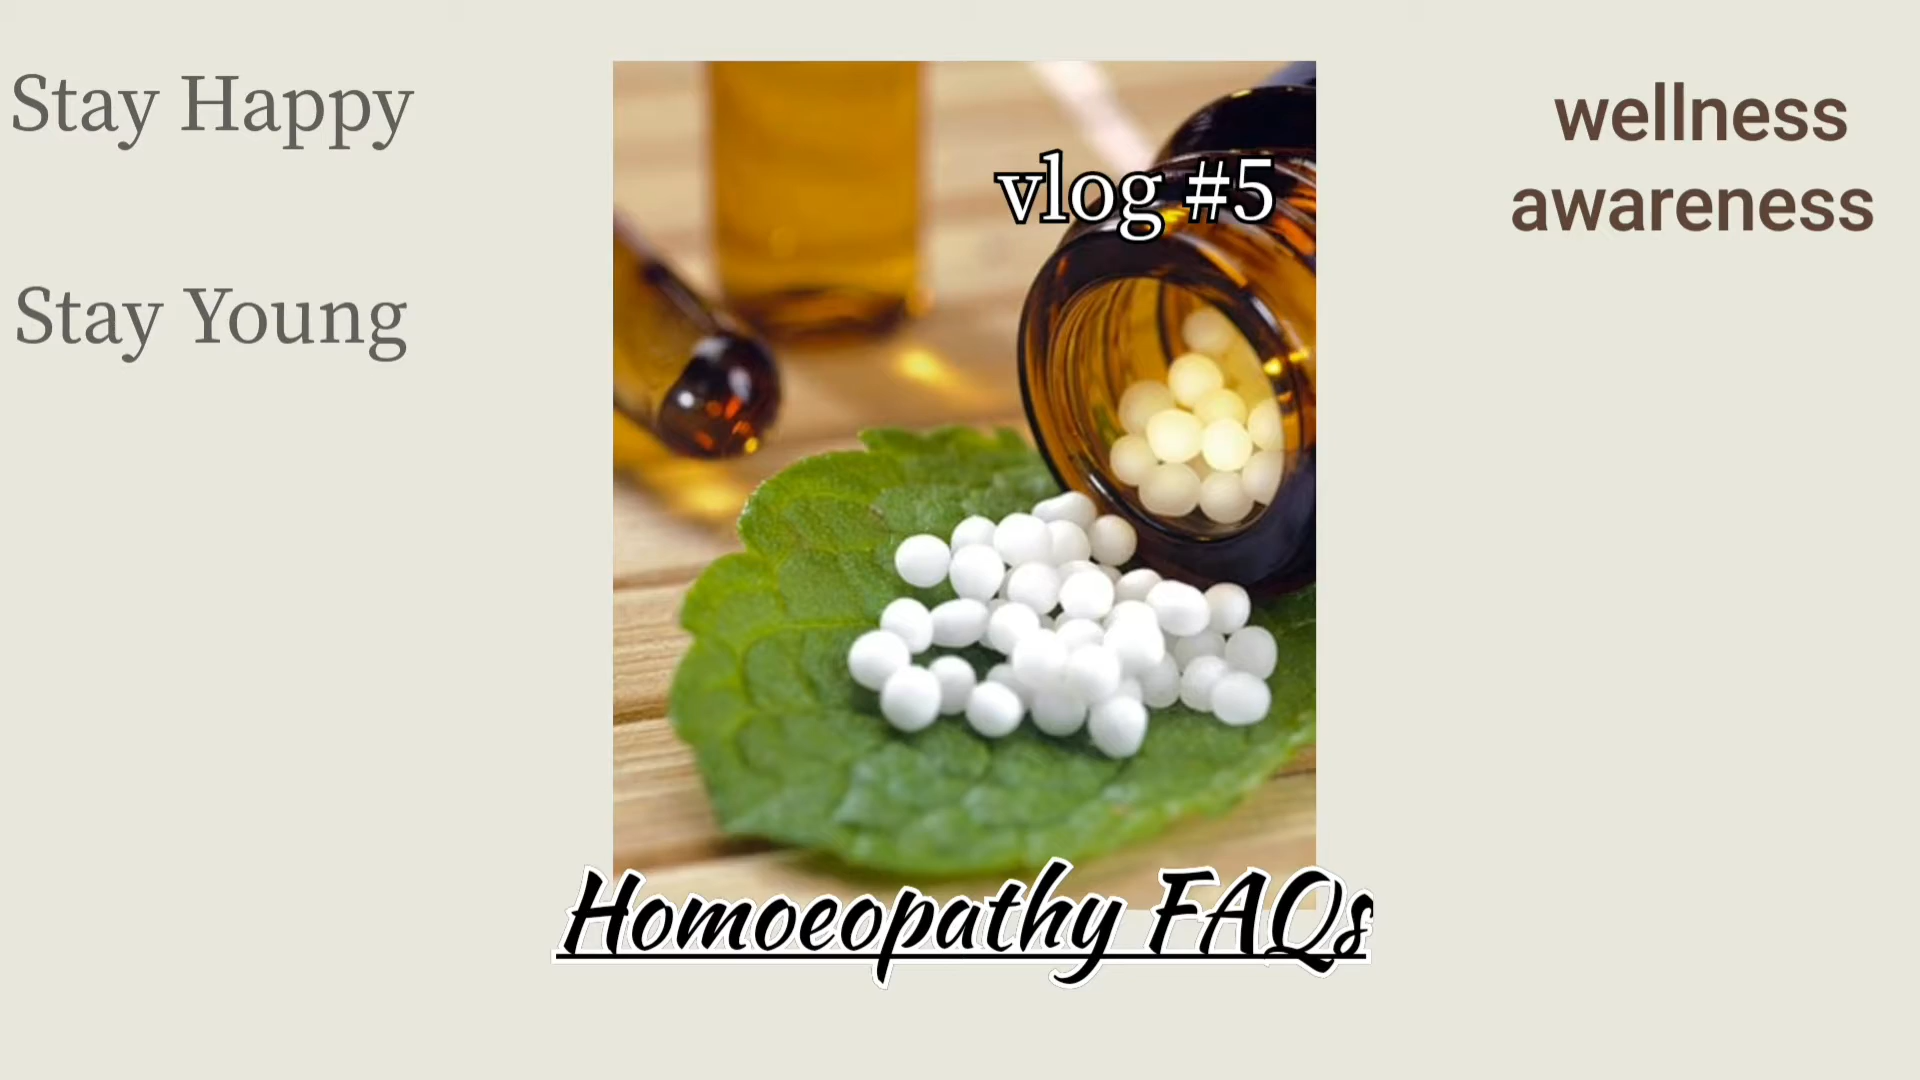 Stay Happy
Stay Young
vlog #5
wellness
awareness
Homoeopathy FAQs